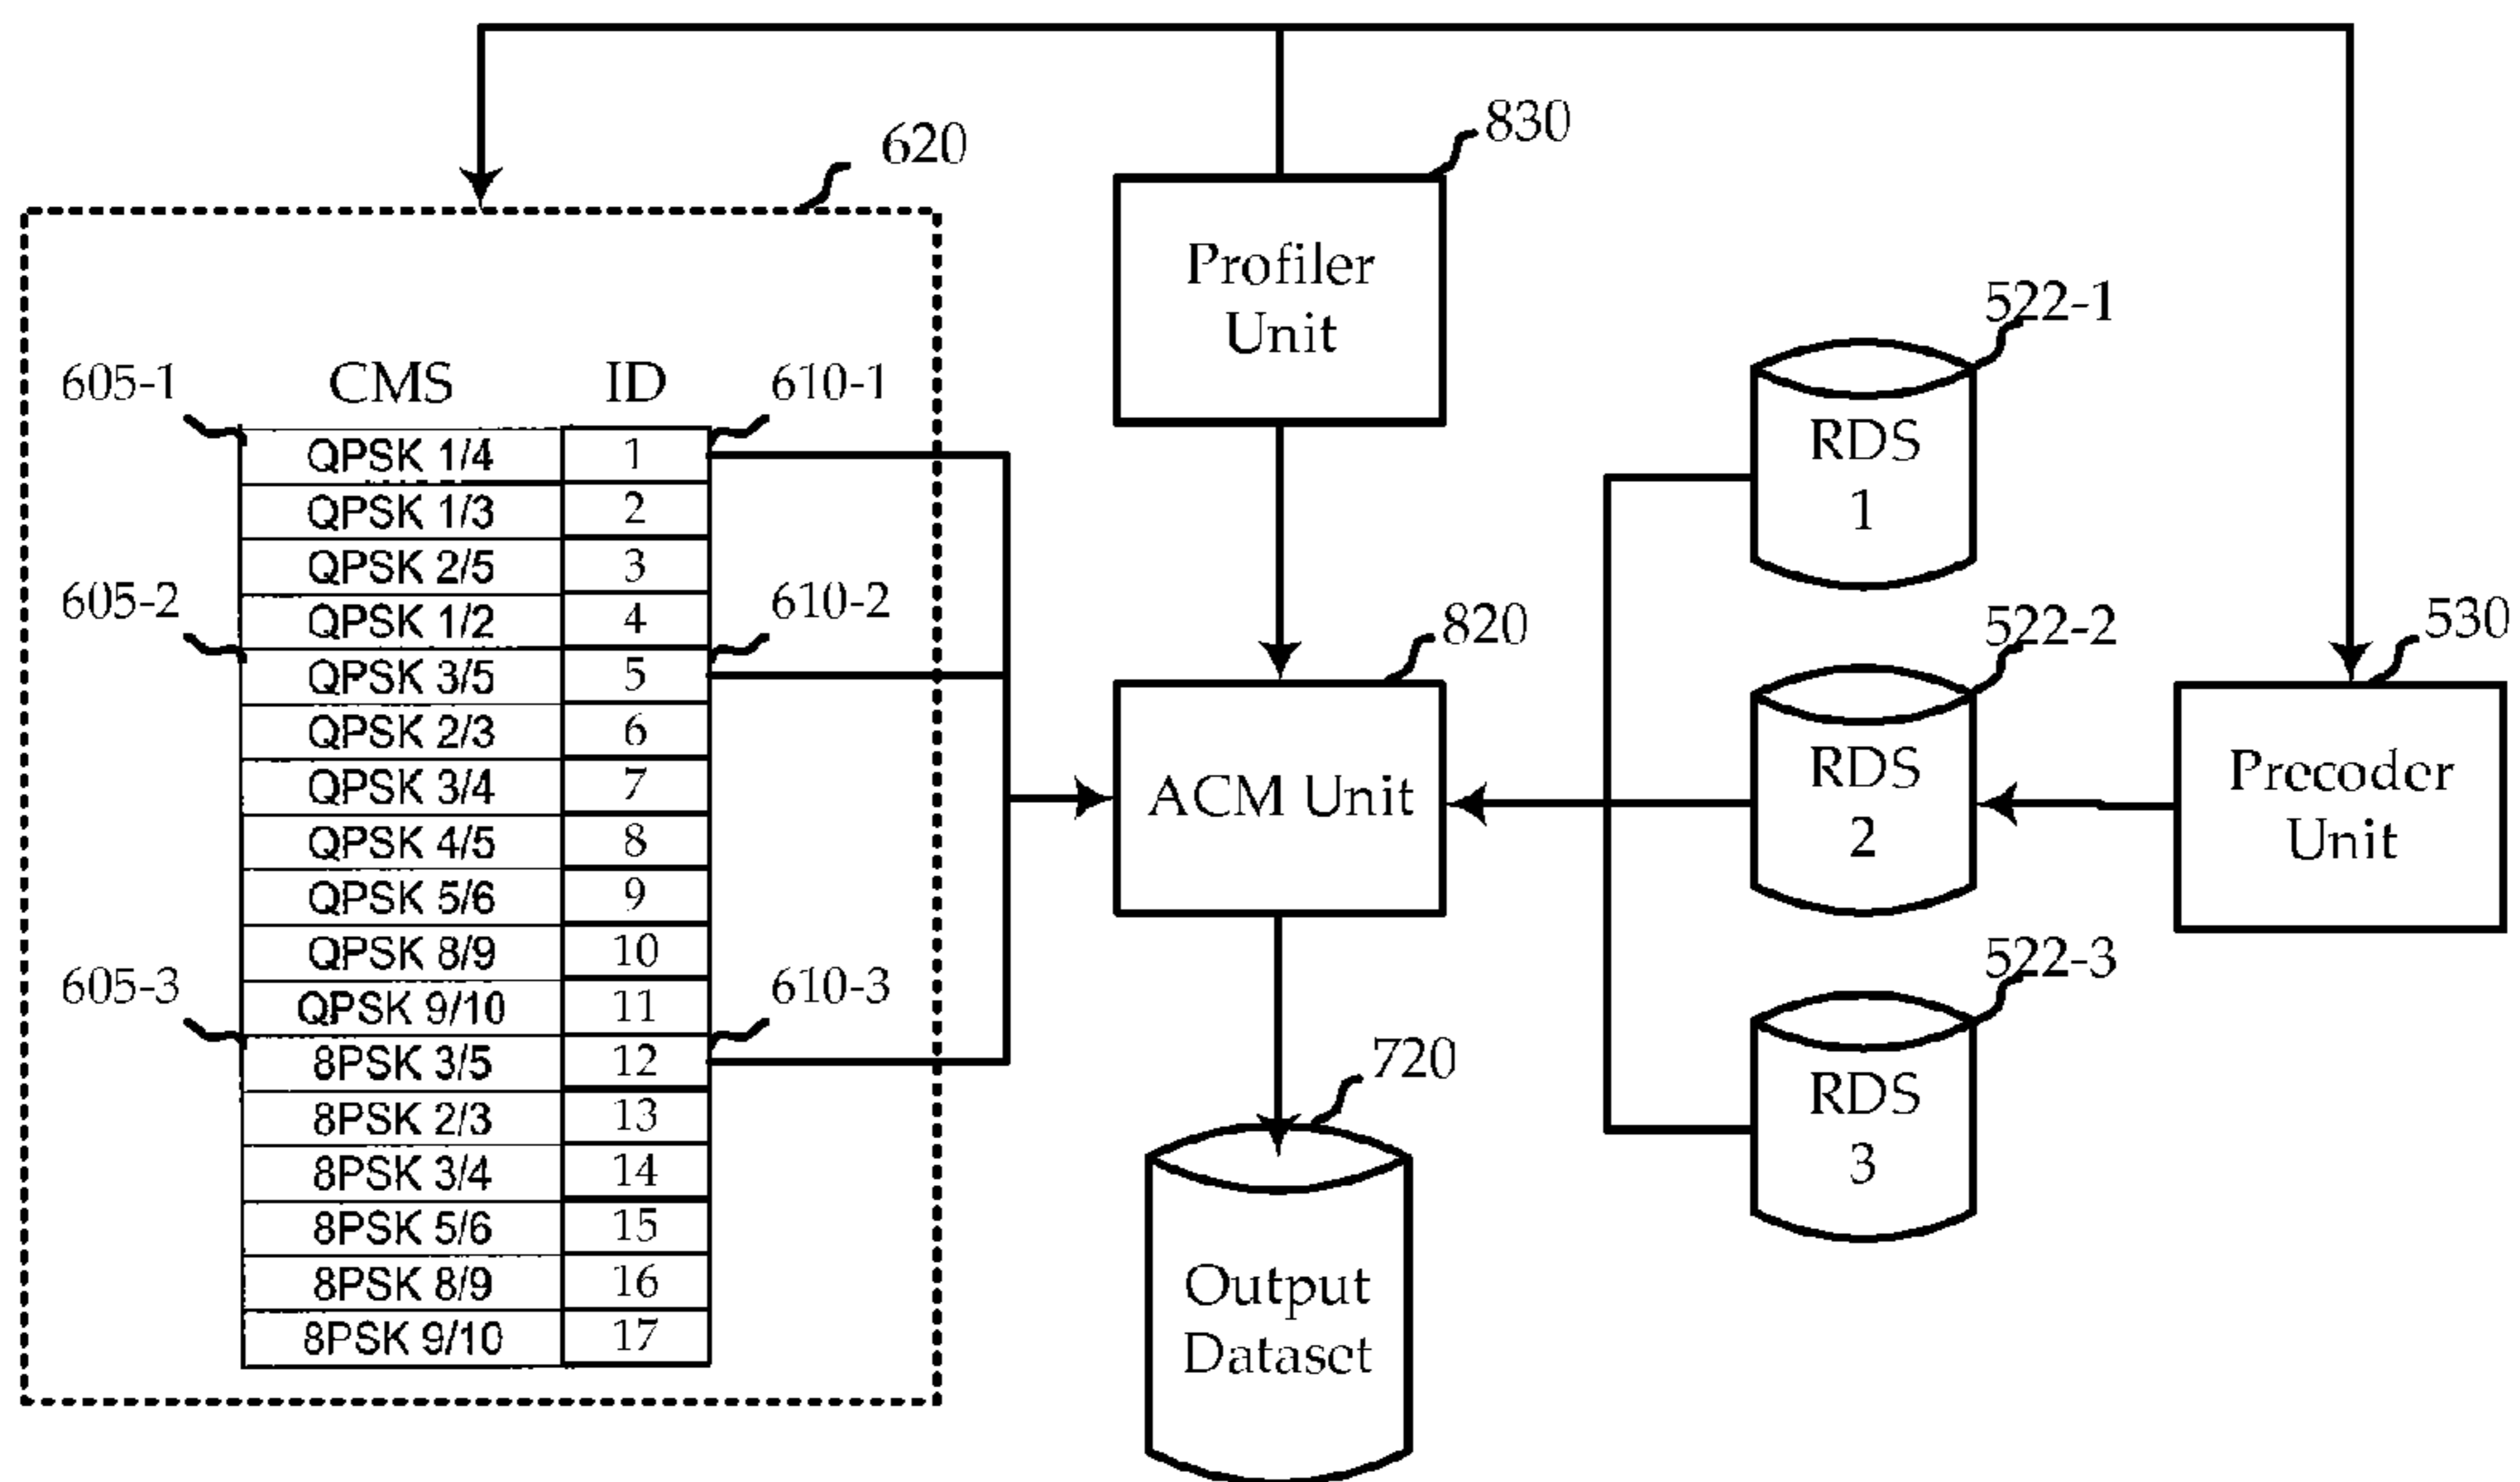 830
620
Profiler
Unit
522-1
605-1
CMS
ID
610-1
QPSK 1/4
1
QPSK 1/3
2
QPSK 2/5
3
605-2
QPSK 1/2
4
610-2
QPSK 3/5
5
QPSK 2/3
6
QPSK 3/4
7
QPSK 4/5
8
QPSK 5/6
9
QPSK 8/9
10
605-3
QPSK 9/10
11
610-3
8PSK 3/5
12
8PSK 2/3
13
8PSK 3/4
14
8PSK 5/6
15
8PSK 8/9
16
8PSK 9/10
17
RDS
1
820
522-2
530
ACM Unit
RDS
2
Precoder
Unit
522-3
RDS
3
720
Output
Dataset